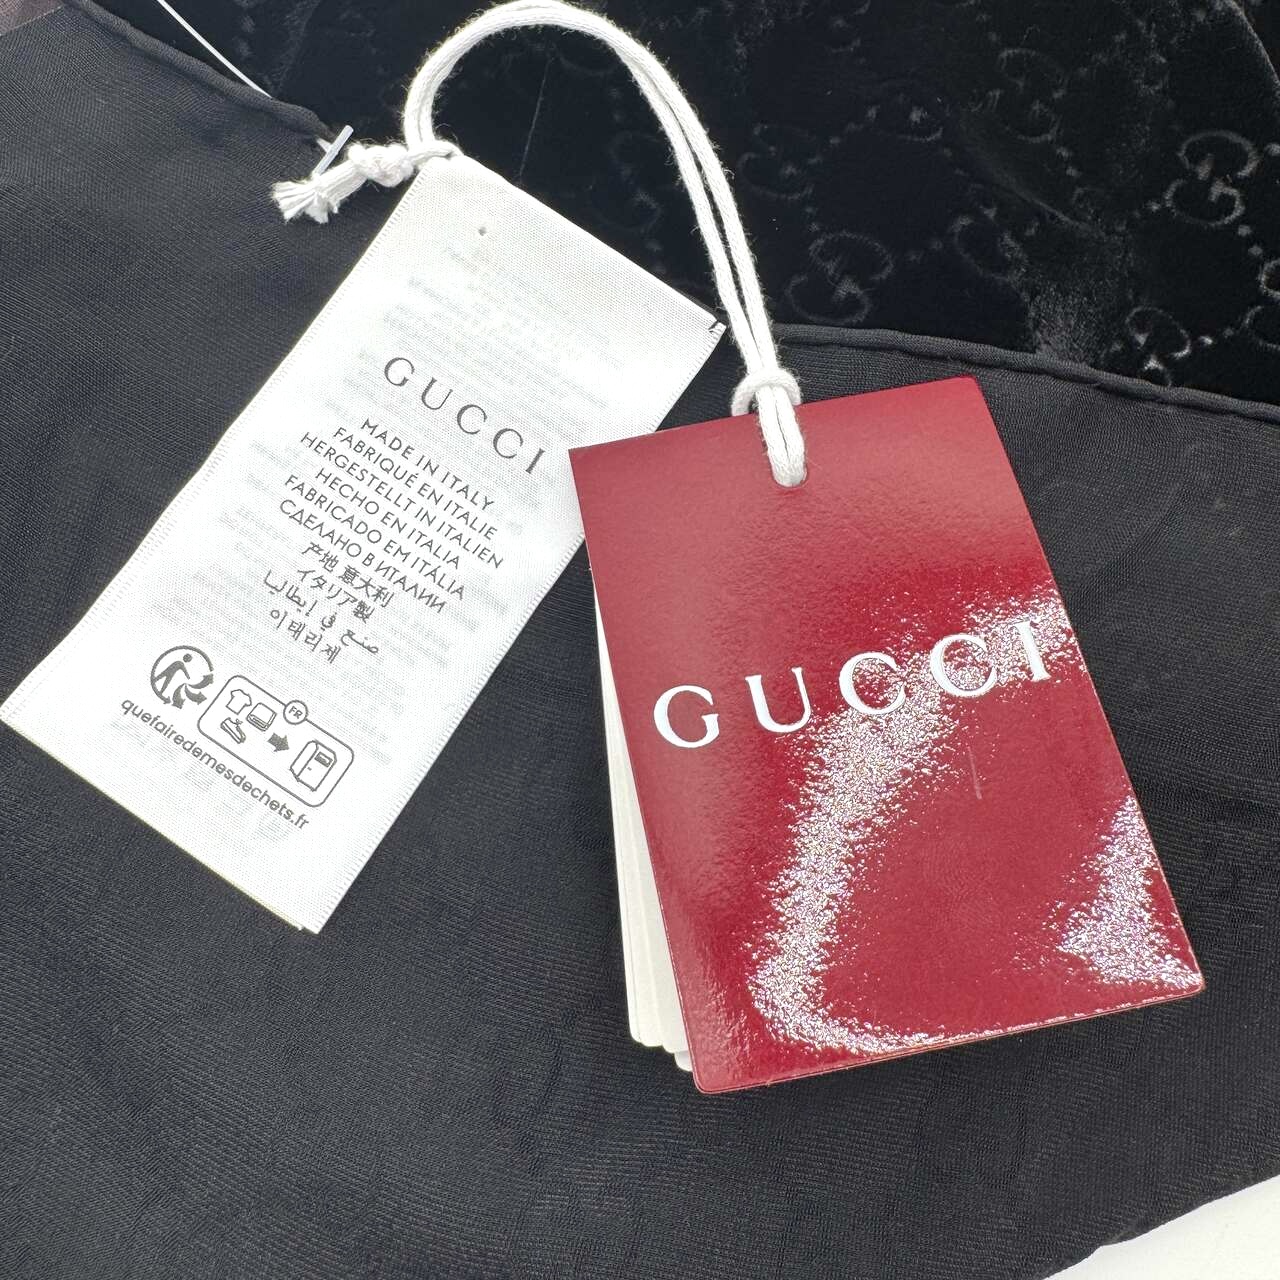 GUCCI
MADE IN ITALY
FABRIQUÉ EN ITALIE
HERGESTELLT IN ITALIEN
HECHO EN ITALIA
FABRICADO EM ITÁLIA
СДЕЛАНО В ИТАЛИИ
产地 意大利
イタリア製
صنع في إيطاليا
이태리제
FR
quefairedemesdechets.fr
GUCCI